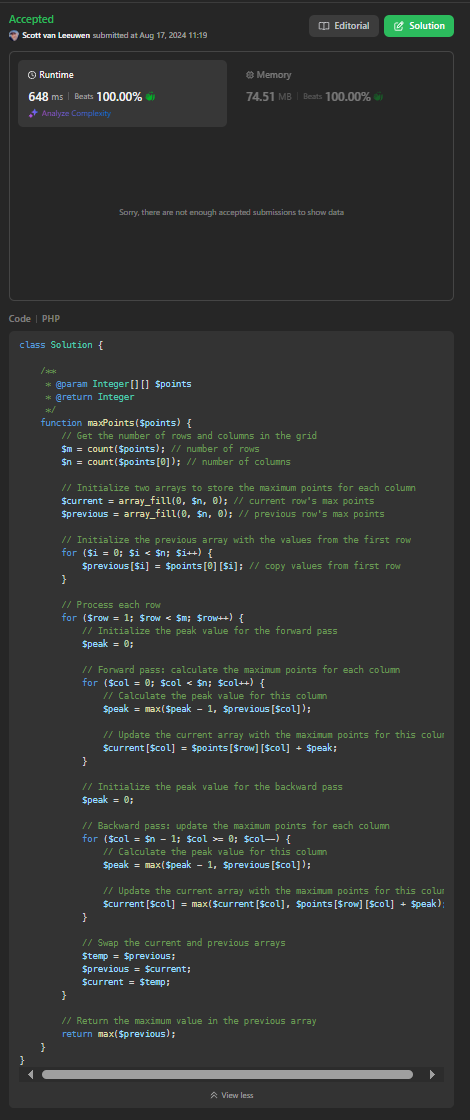 Accepted
Editorial
Solution
Scott van Leeuwen submitted at Aug 17, 2024 11:19
Runtime
Memory
648 ms | Beats 100.00%
74.51 MB | Beats 100.00%
Analyze Complexity
Sorry, there are not enough accepted submissions to show data
Code | PHP
class Solution {
    /**
     * @param Integer[][] $points
     * @return Integer
     */
    function maxPoints($points) {
        // Get the number of rows and columns in the grid
        $m = count($points); // number of rows
        $n = count($points[0]); // number of columns
        // Initialize two arrays to store the maximum points for each column
        $current = array_fill(0, $n, 0); // current row's max points
        $previous = array_fill(0, $n, 0); // previous row's max points
        // Initialize the previous array with the values from the first row
        for ($i = 0; $i < $n; $i++) {
            $previous[$i] = $points[0][$i]; // copy values from first row
        }
        // Process each row
        for ($row = 1; $row < $m; $row++) {
            // Initialize the peak value for the forward pass
            $peak = 0;
            // Forward pass: calculate the maximum points for each column
            for ($col = 0; $col < $n; $col++) {
                // Calculate the peak value for this column
                $peak = max($peak - 1, $previous[$col]);
                // Update the current array with the maximum points for this colur
                $current[$col] = $points[$row][$col] + $peak;
            }
            // Initialize the peak value for the backward pass
            $peak = 0;
            // Backward pass: update the maximum points for each column
            for ($col = $n - 1; $col >= 0; $col--) {
                // Calculate the peak value for this column
                $peak = max($peak - 1, $previous[$col]);
                // Update the current array with the maximum points for this colur
                $current[$col] = max($current[$col], $points[$row][$col] + $peak);
            }
            // Swap the current and previous arrays
            $temp = $previous;
            $previous = $current;
            $current = $temp;
        }
        // Return the maximum value in the previous array
        return max($previous);
    }
}
View less